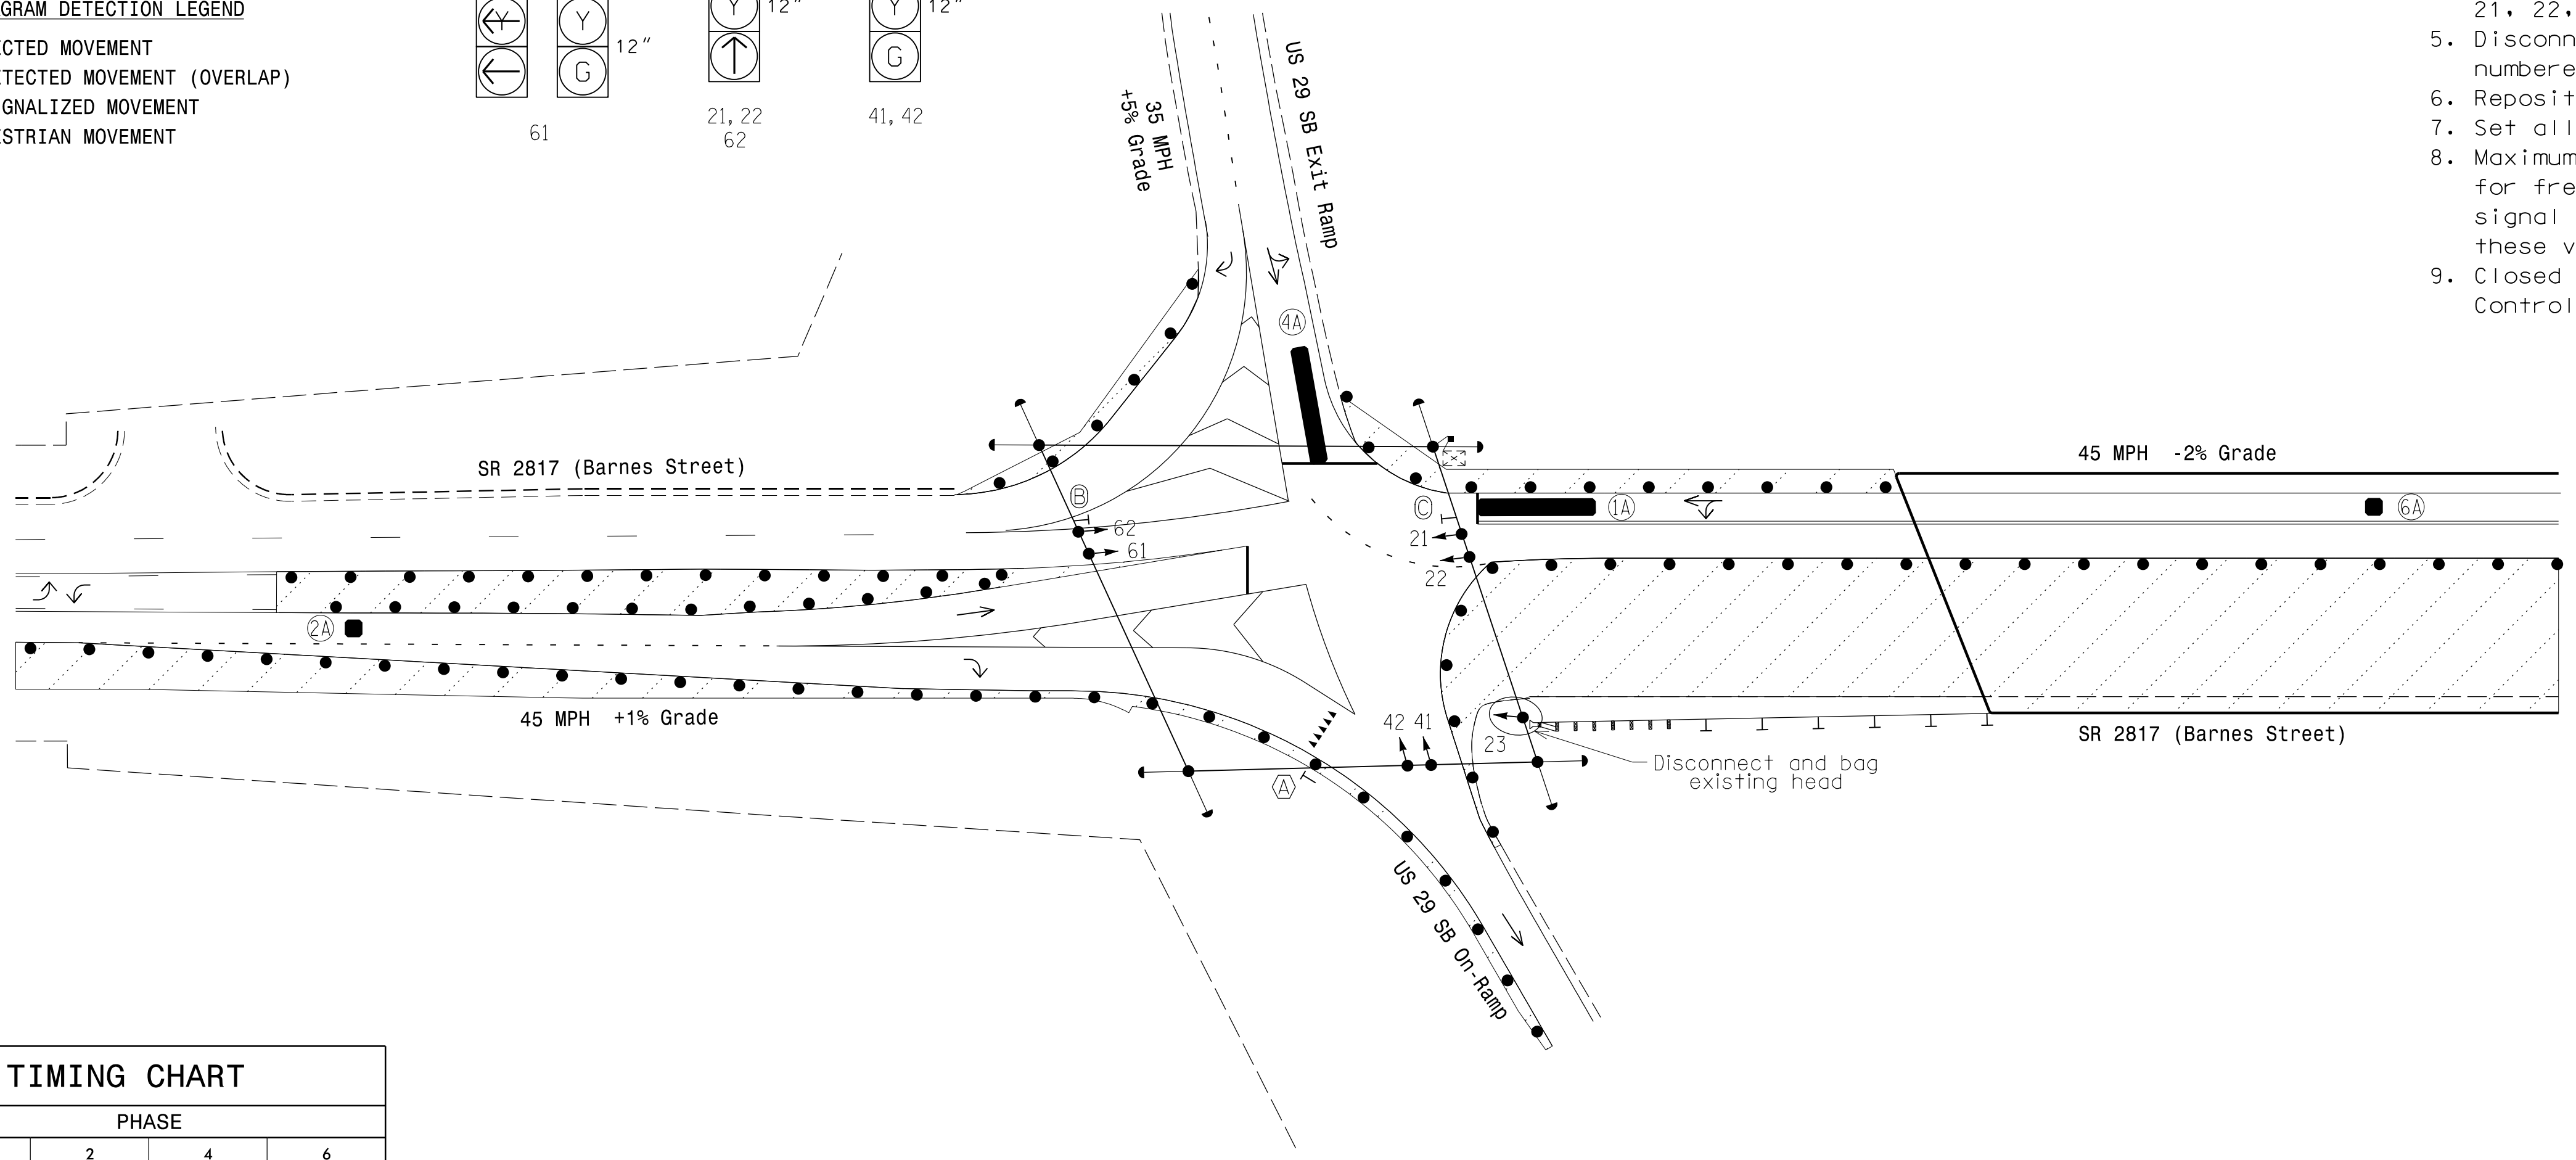 GRAM DETECTION LEGEND
CTED MOVEMENT
TECTED MOVEMENT (OVERLAP)
GNALIZED MOVEMENT
STRIAN MOVEMENT
Y
Y
G
12"
61
Y
12"
21, 22
62
Y
12"
G
41, 42
21, 22,
5. Disconn
numbere
6. Reposit
7. Set all
8. Maximum
for fre
signal
these v
9. Closed
Control
35 MPH
+5% Grade
US 29 SB Exit Ramp
4A
SR 2817 (Barnes Street)
45 MPH -2% Grade
B
62
61
C
21
22
1A
6A
2A
45 MPH +1% Grade
42 41
23
A
Disconnect and bag
existing head
SR 2817 (Barnes Street)
US 29 SB On-Ramp
TIMING CHART
PHASE
2 4 6